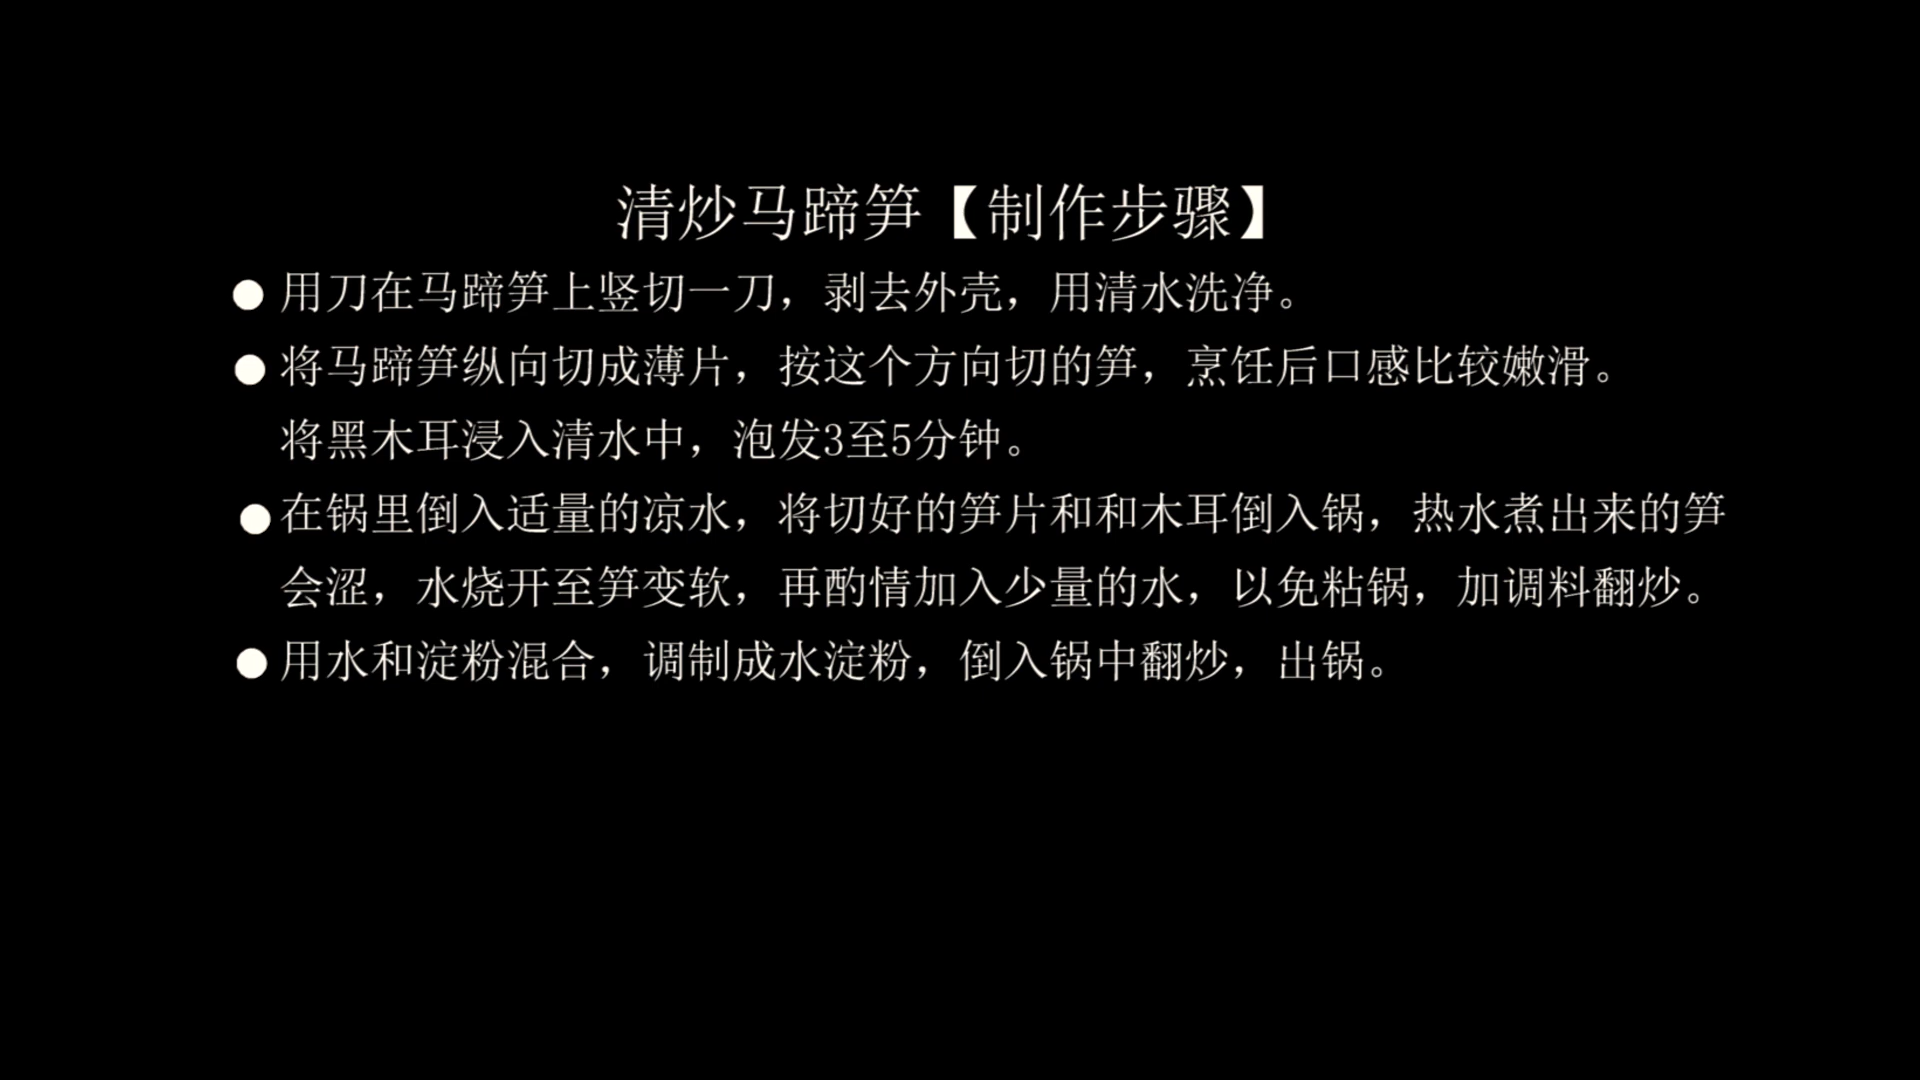 清炒马蹄笋【制作步骤】
●用刀在马蹄笋上竖切一刀，剥去外壳，用清水洗净。
●将马蹄笋纵向切成薄片，按这个方向切的笋，烹饪后口感比较嫩滑。
将黑木耳浸入清水中，泡发3至5分钟。
●在锅里倒入适量的凉水，将切好的笋片和和木耳倒入锅，热水煮出来的笋
会涩，水烧开至笋变软，再酌情加入少量的水，以免粘锅，加调料翻炒。
●用水和淀粉混合，调制成水淀粉，倒入锅中翻炒，出锅。